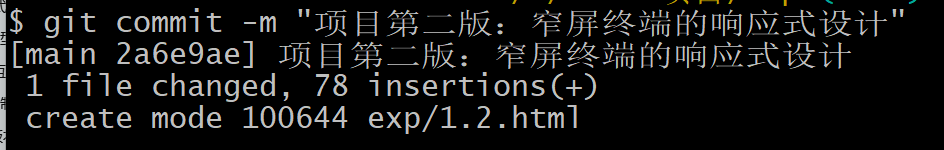 $ git commit -m "项目第二版：窄屏终端的响应式设计"
[main 2a6e9ae] 项目第二版：窄屏终端的响应式设计
1 file changed, 78 insertions(+)
create mode 100644 exp/1.2.html